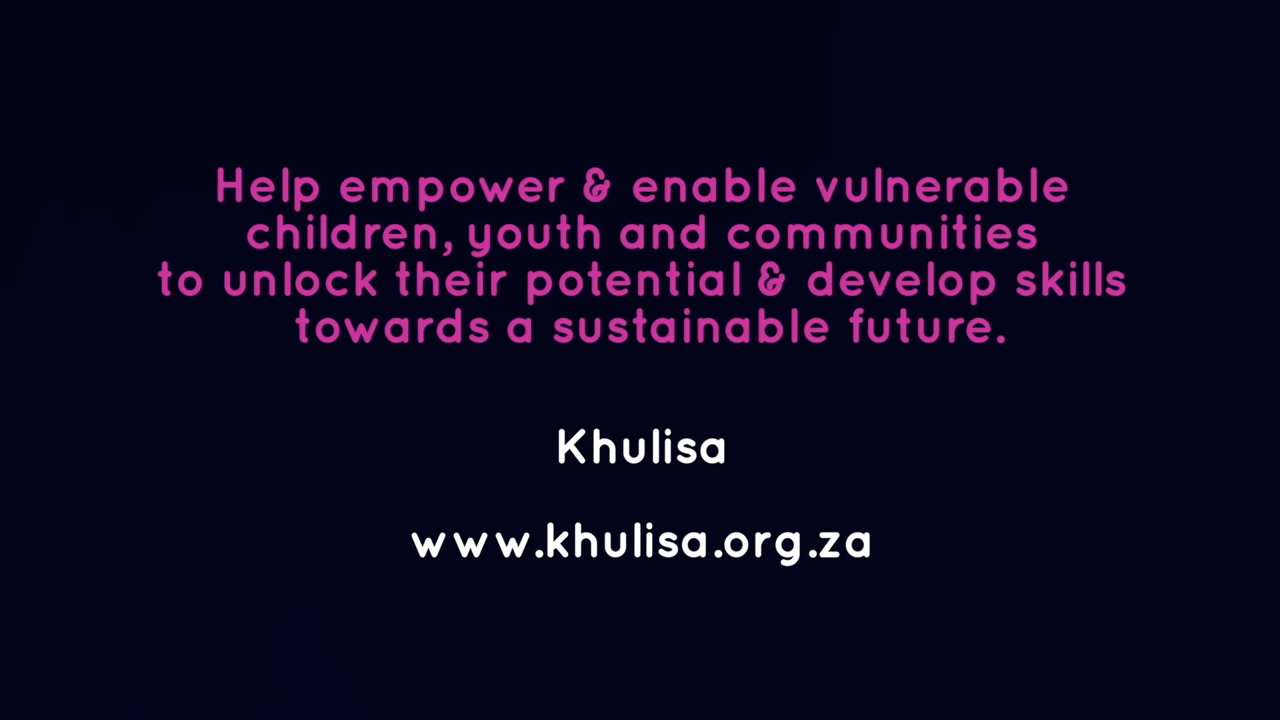 Help empower & enable vulnerable
children, youth and communities
to unlock their potential & develop skills
towards a sustainable future.
Khulisa
www.khulisa.org.za